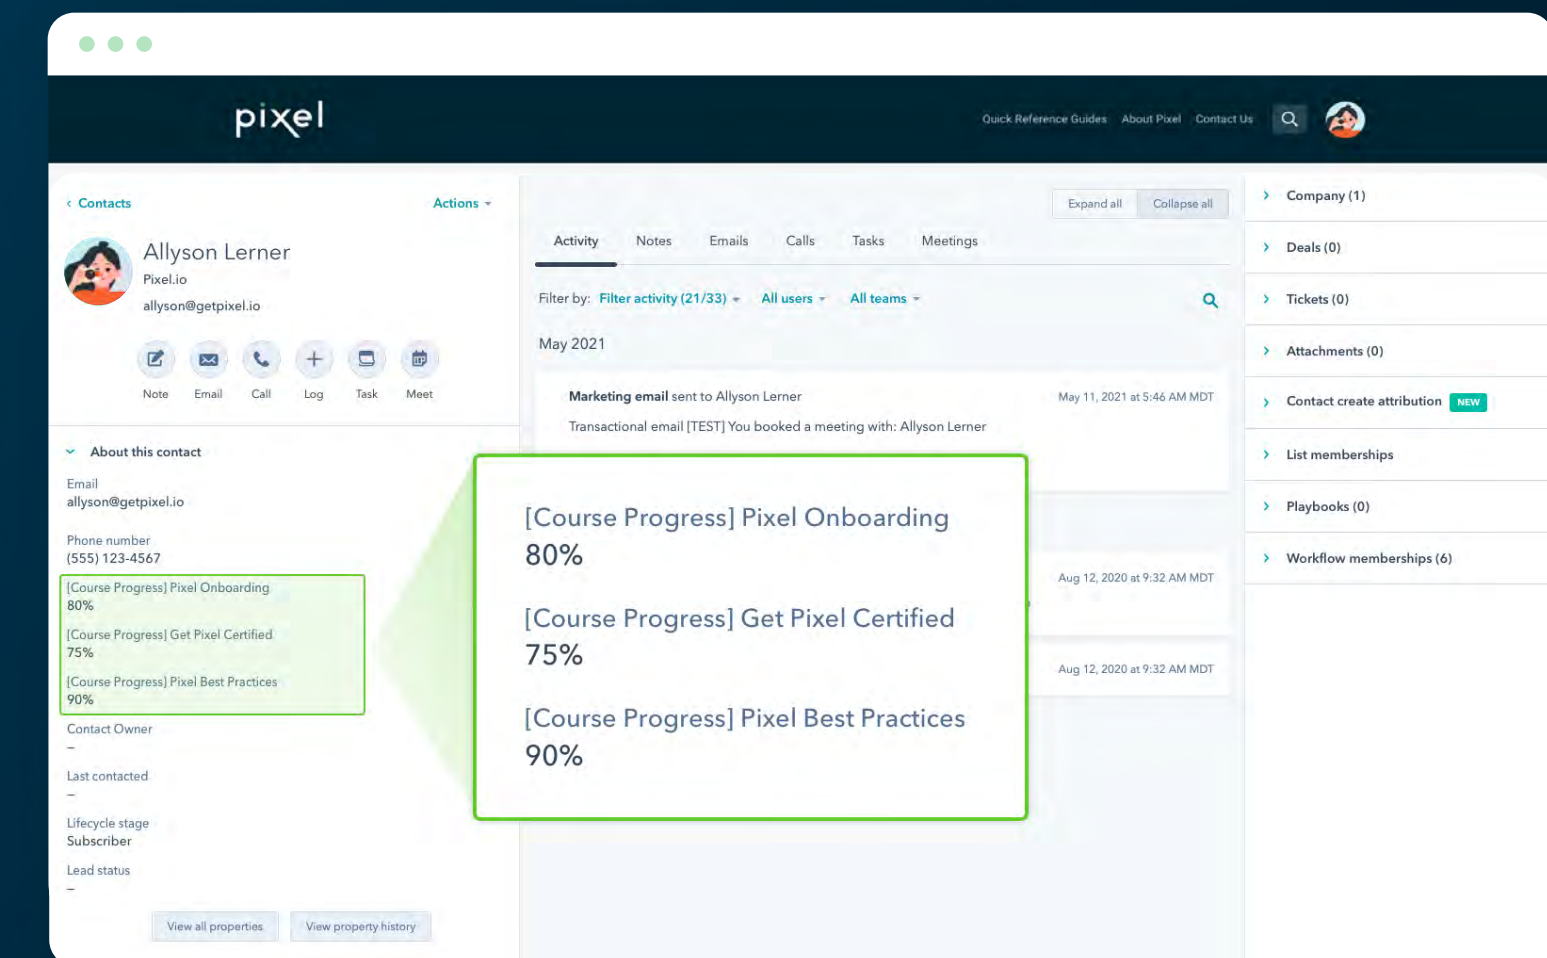 pixel
Quick Reference Guides About Pixel Contact Us
Contacts
Actions
Allyson Lerner
Pixel.io
allyson@getpixel.io
Note Email Call Log Task Meet
About this contact
Email
allyson@getpixel.io
Phone number
(555) 123-4567
[Course Progress] Pixel Onboarding
80%
[Course Progress] Get Pixel Certified
75%
[Course Progress] Pixel Best Practices
90%
Contact Owner
–
Last contacted
–
Lifecycle stage
Subscriber
Lead status
–
View all properties View property history
Expand all Collapse all
Activity Notes Emails Calls Tasks Meetings
Filter by: Filter activity (21/33) All users All teams
May 2021
Marketing email sent to Allyson Lerner May 11, 2021 at 5:46 AM MDT
Transactional email [TEST] You booked a meeting with: Allyson Lerner
[Course Progress] Pixel Onboarding
80%
[Course Progress] Get Pixel Certified
75%
[Course Progress] Pixel Best Practices
90%
Aug 12, 2020 at 9:32 AM MDT
Aug 12, 2020 at 9:32 AM MDT
Company (1)
Deals (0)
Tickets (0)
Attachments (0)
Contact create attribution NEW
List memberships
Playbooks (0)
Workflow memberships (6)